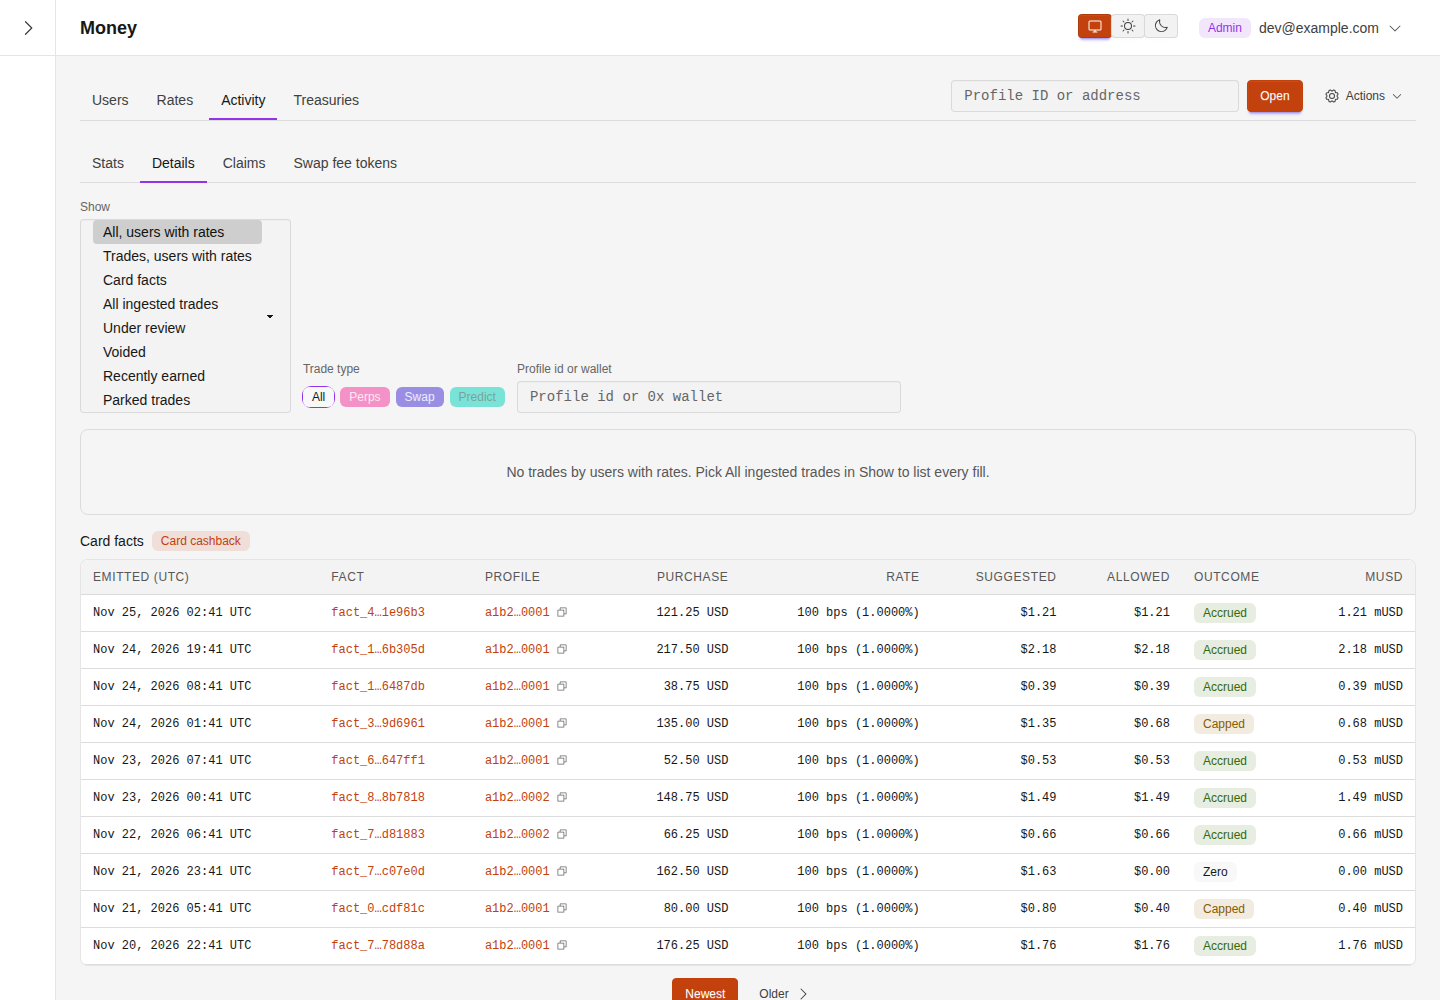 Money
Admin
dev@example.com
Users Rates Activity Treasuries
Profile ID or address
Open
Actions
Stats Details Claims Swap fee tokens
Show
All, users with rates
Trades, users with rates
Card facts
All ingested trades
Under review
Voided
Recently earned
Parked trades
Trade type
All Perps Swap Predict
Profile id or wallet
Profile id or 0x wallet
No trades by users with rates. Pick All ingested trades in Show to list every fill.
Card facts Card cashback
EMITTED (UTC) FACT PROFILE PURCHASE RATE SUGGESTED ALLOWED OUTCOME MUSD
Nov 25, 2026 02:41 UTC fact_4…1e96b3 a1b2…0001 121.25 USD 100 bps (1.0000%) $1.21 $1.21 Accrued 1.21 mUSD
Nov 24, 2026 19:41 UTC fact_1…6b305d a1b2…0001 217.50 USD 100 bps (1.0000%) $2.18 $2.18 Accrued 2.18 mUSD
Nov 24, 2026 08:41 UTC fact_1…6487db a1b2…0001 38.75 USD 100 bps (1.0000%) $0.39 $0.39 Accrued 0.39 mUSD
Nov 24, 2026 01:41 UTC fact_3…9d6961 a1b2…0001 135.00 USD 100 bps (1.0000%) $1.35 $0.68 Capped 0.68 mUSD
Nov 23, 2026 07:41 UTC fact_6…647ff1 a1b2…0001 52.50 USD 100 bps (1.0000%) $0.53 $0.53 Accrued 0.53 mUSD
Nov 23, 2026 00:41 UTC fact_8…8b7818 a1b2…0002 148.75 USD 100 bps (1.0000%) $1.49 $1.49 Accrued 1.49 mUSD
Nov 22, 2026 06:41 UTC fact_7…d81883 a1b2…0002 66.25 USD 100 bps (1.0000%) $0.66 $0.66 Accrued 0.66 mUSD
Nov 21, 2026 23:41 UTC fact_7…c07e0d a1b2…0001 162.50 USD 100 bps (1.0000%) $1.63 $0.00 Zero 0.00 mUSD
Nov 21, 2026 05:41 UTC fact_0…cdf81c a1b2…0001 80.00 USD 100 bps (1.0000%) $0.80 $0.40 Capped 0.40 mUSD
Nov 20, 2026 22:41 UTC fact_7…78d88a a1b2…0001 176.25 USD 100 bps (1.0000%) $1.76 $1.76 Accrued 1.76 mUSD
Newest Older